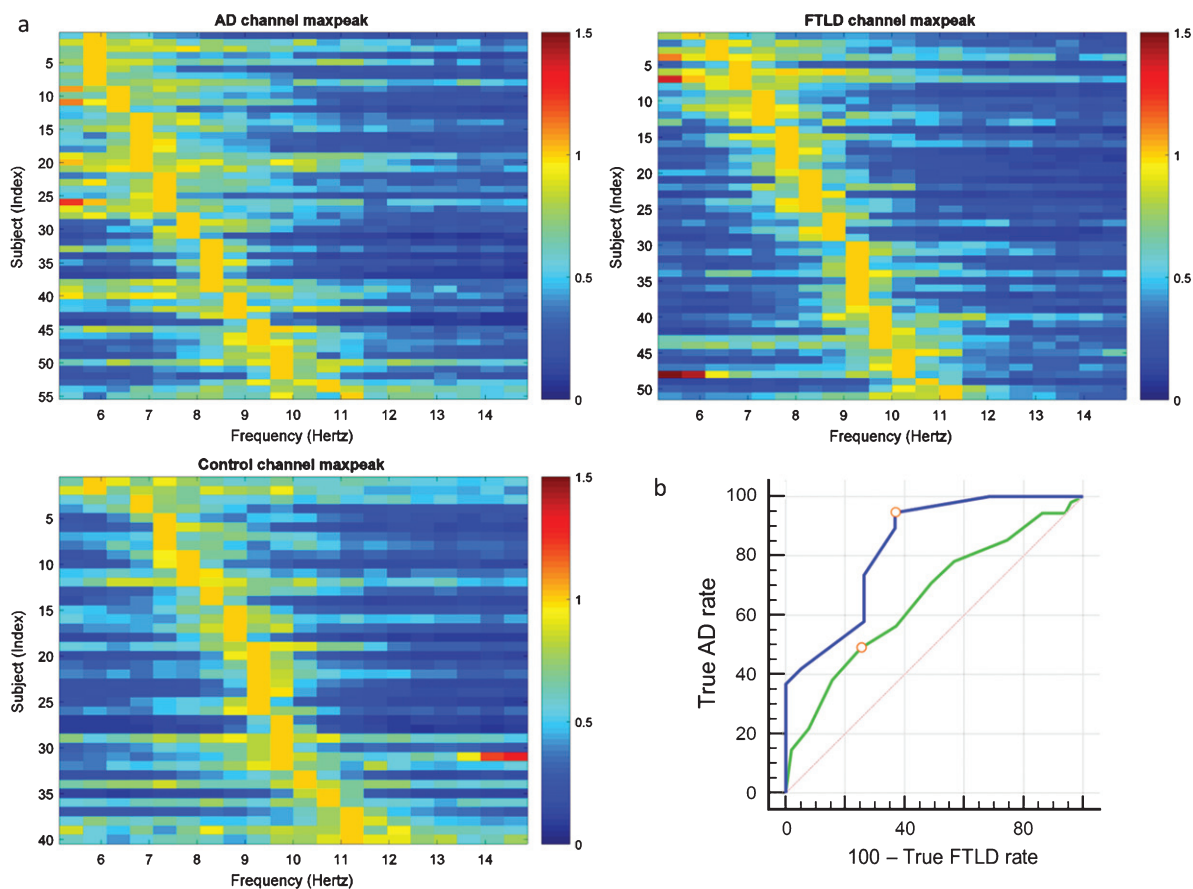 a
AD channel maxpeak
Subject (Index)
5
10
15
20
25
30
35
40
45
50
55
6 7 8 9 10 11 12 13 14
Frequency (Hertz)
1.5
1
0.5
0
FTLD channel maxpeak
Subject (Index)
5
10
15
20
25
30
35
40
45
50
6 7 8 9 10 11 12 13 14
Frequency (Hertz)
1.5
1
0.5
0
Control channel maxpeak
Subject (Index)
5
10
15
20
25
30
35
40
6 7 8 9 10 11 12 13 14
Frequency (Hertz)
1.5
1
0.5
0
b
True AD rate
100
80
60
40
20
0
0 40 80
100 – True FTLD rate